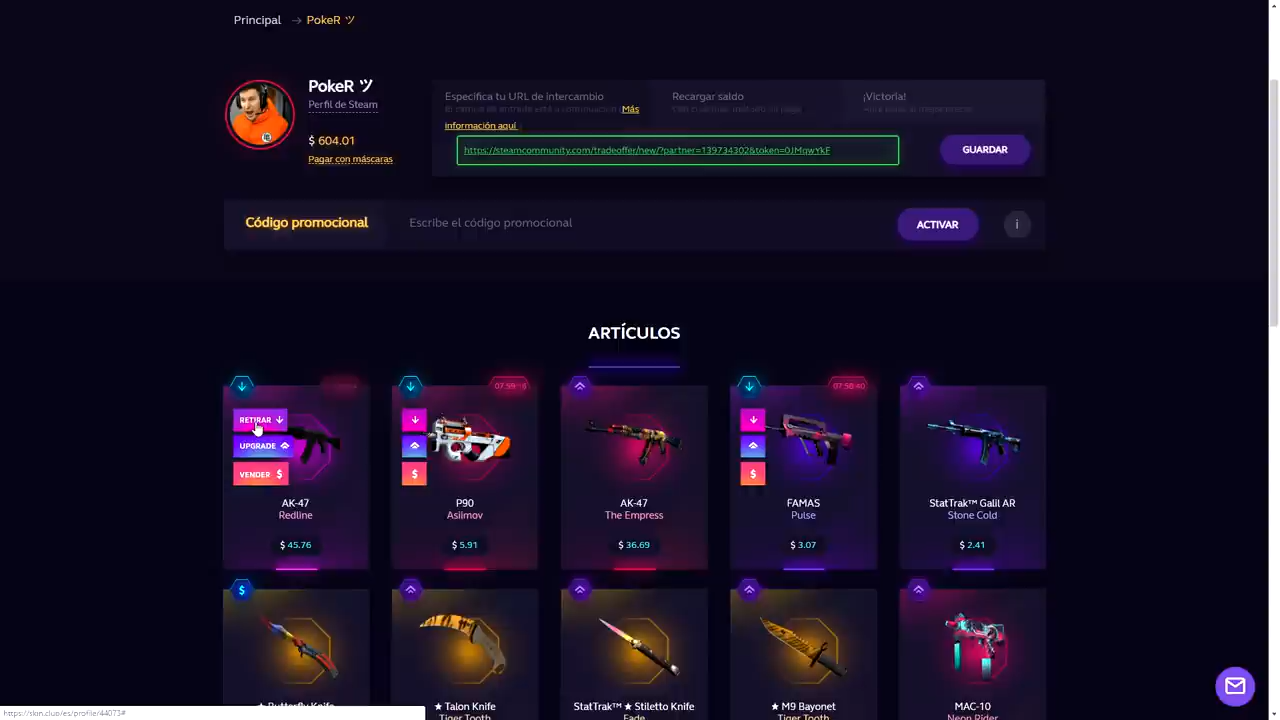 Principal → PokeR ツ
PokeR ツ
Perfil de Steam
$ 604.01
Pagar con máscaras
Especifica tu URL de intercambio
Más
información aquí
Recargar saldo
¡Victoria!
https://steamcommunity.com/tradeoffer/new/?partner=139734302&token=0JMqwYkF
GUARDAR
Código promocional
Escribe el código promocional
ACTIVAR
i
ARTÍCULOS
RETIRAR
UPGRADE
VENDER $
AK-47
Redline
$ 45.76
$
P90
Asiimov
$ 5.91
AK-47
The Empress
$ 36.69
07:58:40
$
FAMAS
Pulse
$ 3.07
StatTrak™ Galil AR
Stone Cold
$ 2.41
$
★ Butterfly Knife
★ Talon Knife
Tiger Tooth
StatTrak™ ★ Stiletto Knife
Fade
★ M9 Bayonet
Tiger Tooth
MAC-10
Neon Rider
https://skin.club/es/profile/44073#